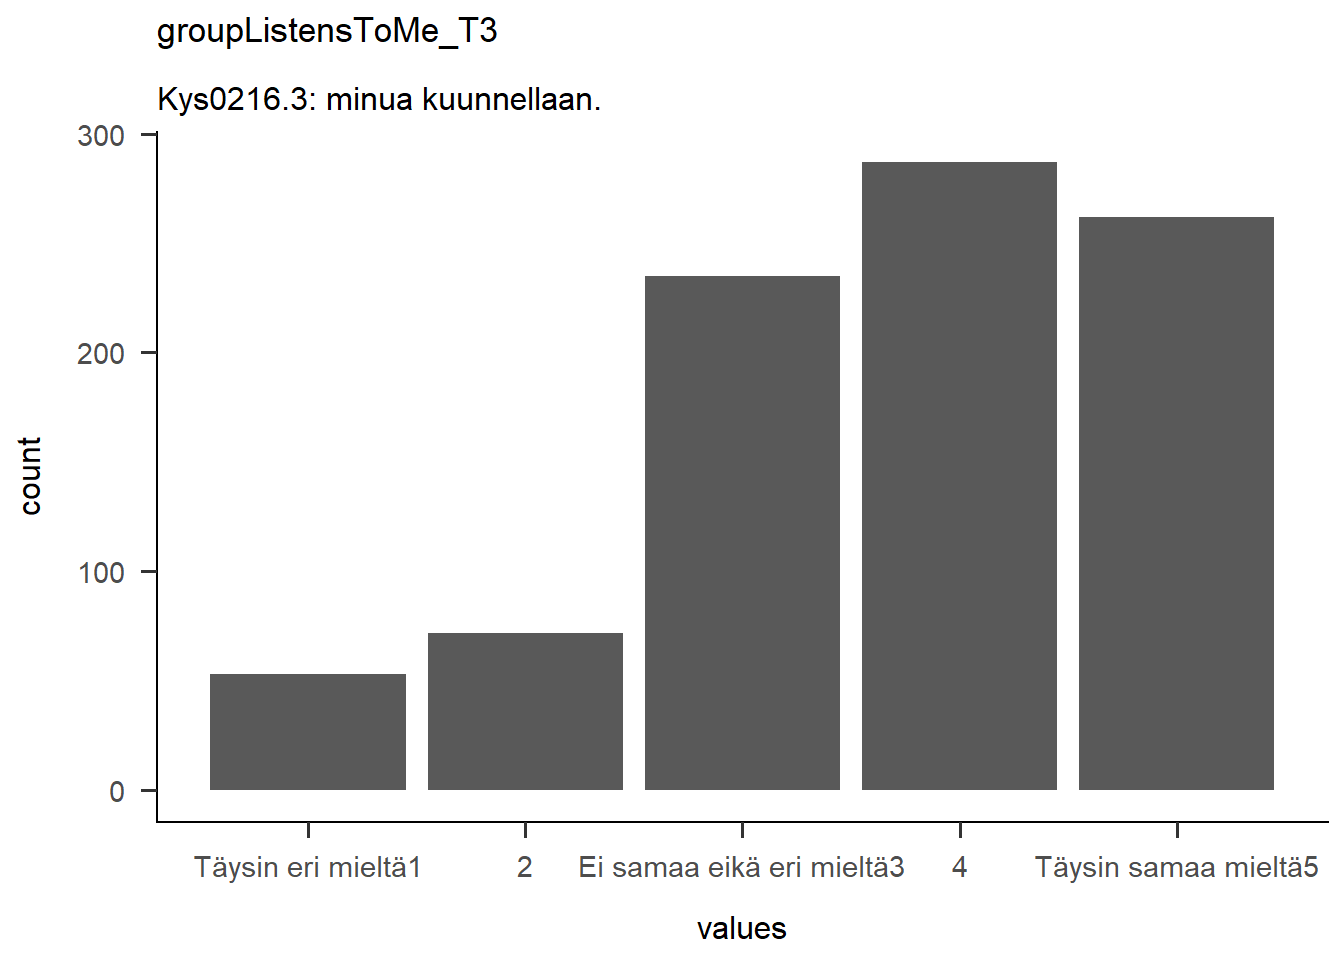 groupListensToMe_T3
Kys0216.3: minua kuunnellaan.
300
200
100
0
count
Täysin eri mieltä1
2
Ei samaa eikä eri mieltä3
4
Täysin samaa mieltä5
values